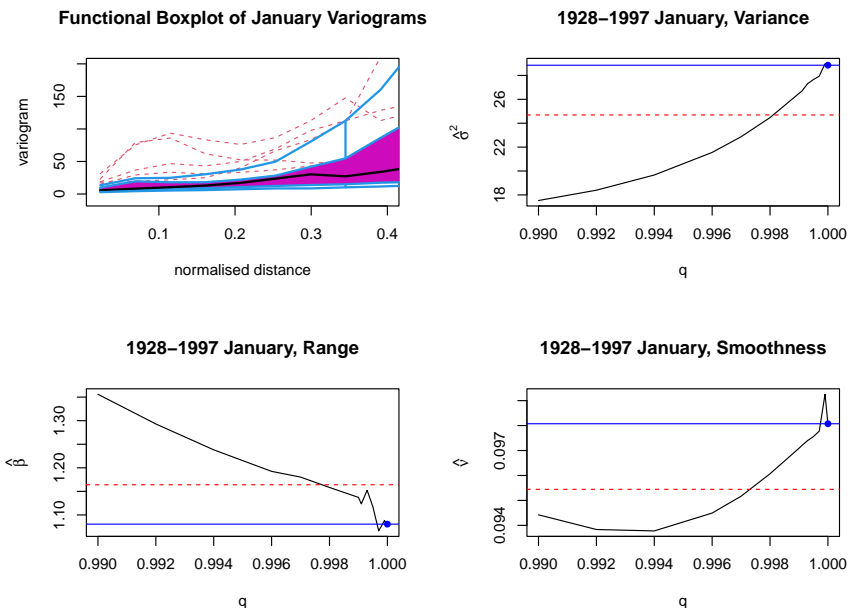 Functional Boxplot of January Variograms
variogram
0
50
150
0.1
0.2
0.3
0.4
normalised distance
1928−1997 January, Variance
σ̂²
18
22
26
0.990
0.992
0.994
0.996
0.998
1.000
q
1928−1997 January, Range
β̂
1.10
1.20
1.30
0.990
0.992
0.994
0.996
0.998
1.000
q
1928−1997 January, Smoothness
ν̂
0.094
0.097
0.990
0.992
0.994
0.996
0.998
1.000
q